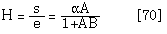 H = s/e = αA/1+AB [70]